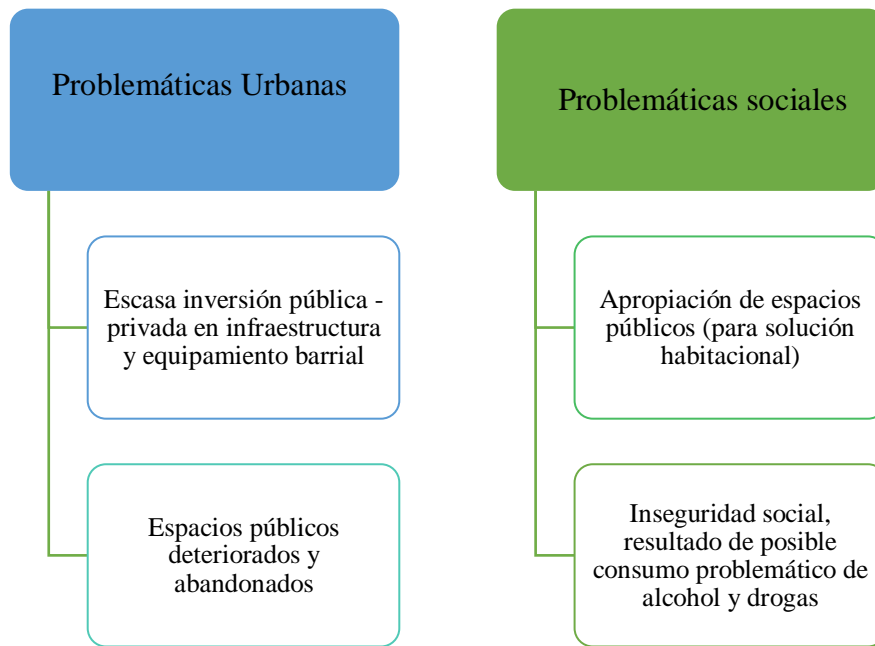 Problemáticas Urbanas
Escasa inversión pública -
privada en infraestructura
y equipamiento barrial
Espacios públicos
deteriorados y
abandonados
Problemáticas sociales
Apropiación de espacios
públicos (para solución
habitacional)
Inseguridad social,
resultado de posible
consumo problemático de
alcohol y drogas